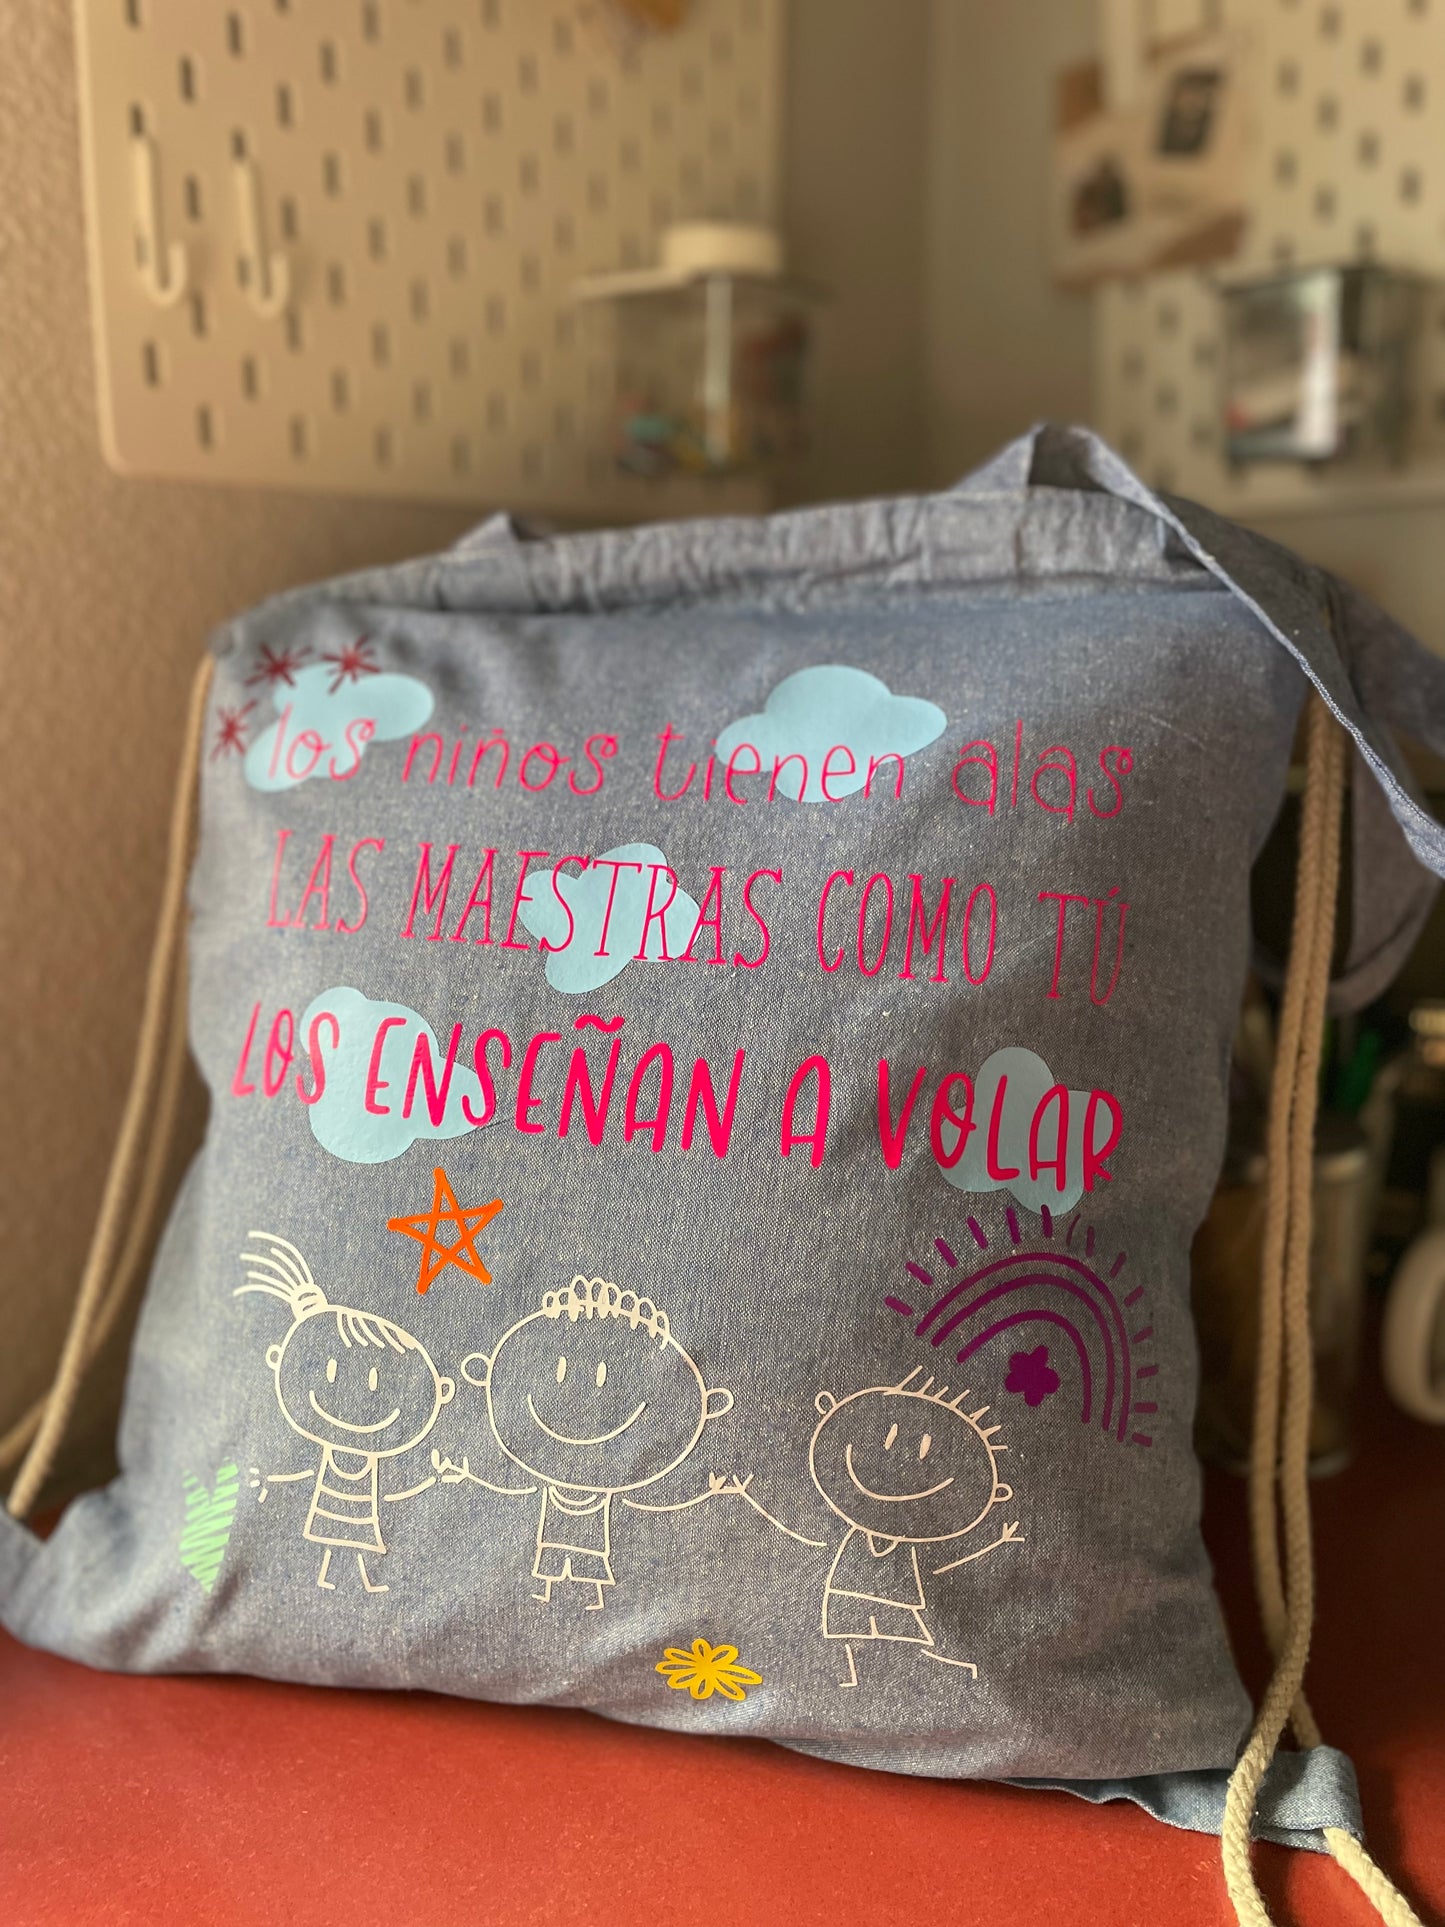 los niños tienen alas
LAS MAESTRAS COMO TÚ
LOS ENSEÑAN A VOLAR